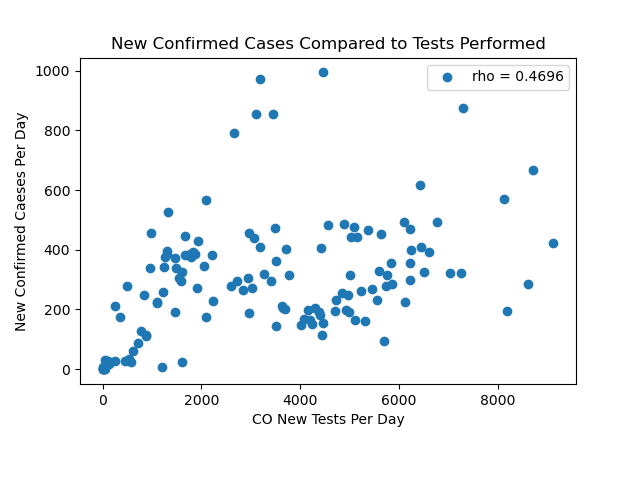 New Confirmed Cases Compared to Tests Performed
rho = 0.4696
New Confirmed Caeses Per Day
1000
800
600
400
200
0
0 2000 4000 6000 8000
CO New Tests Per Day